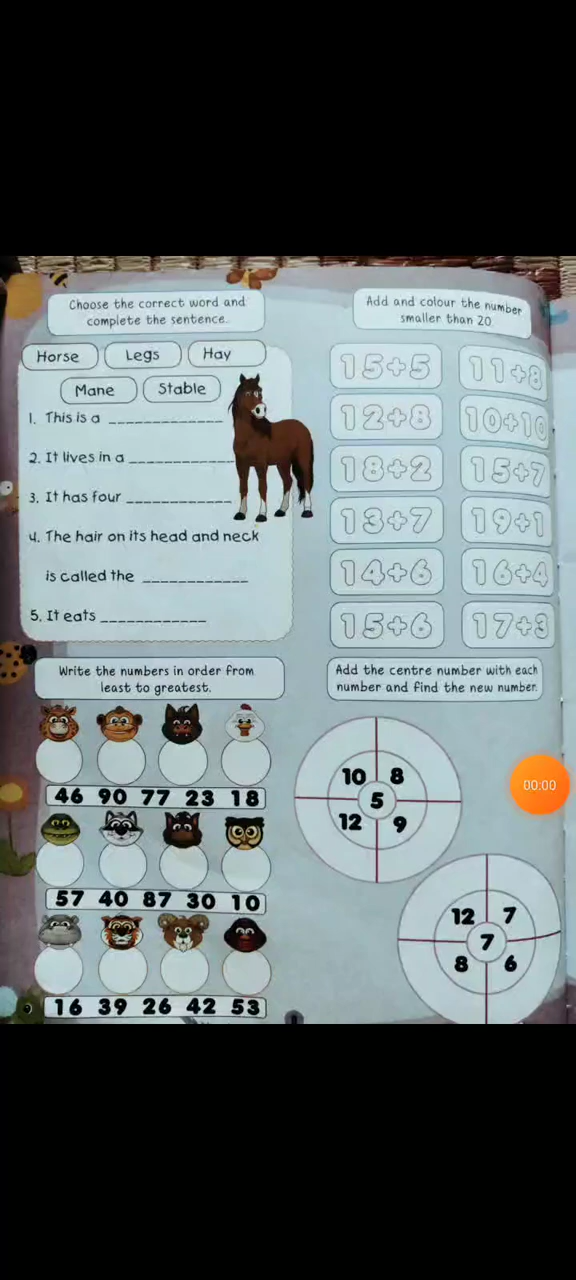 Choose the correct word and
complete the sentence.
Horse Legs Hay
Mane Stable
1. This is a ____________
2. It lives in a ____________
3. It has four ____________
4. The hair on its head and neck
is called the ____________
5. It eats ____________
Add and colour the number
smaller than 20.
15+5 11+8
12+8 10+10
18+2 15+7
13+7 19+1
14+6 16+4
15+6 17+3
Write the numbers in order from
least to greatest.
46 90 77 23 18
57 40 87 30 10
16 39 26 42 53
Add the centre number with each
number and find the new number.
10 8
5
12 9
12 7
7
8 6
00:00